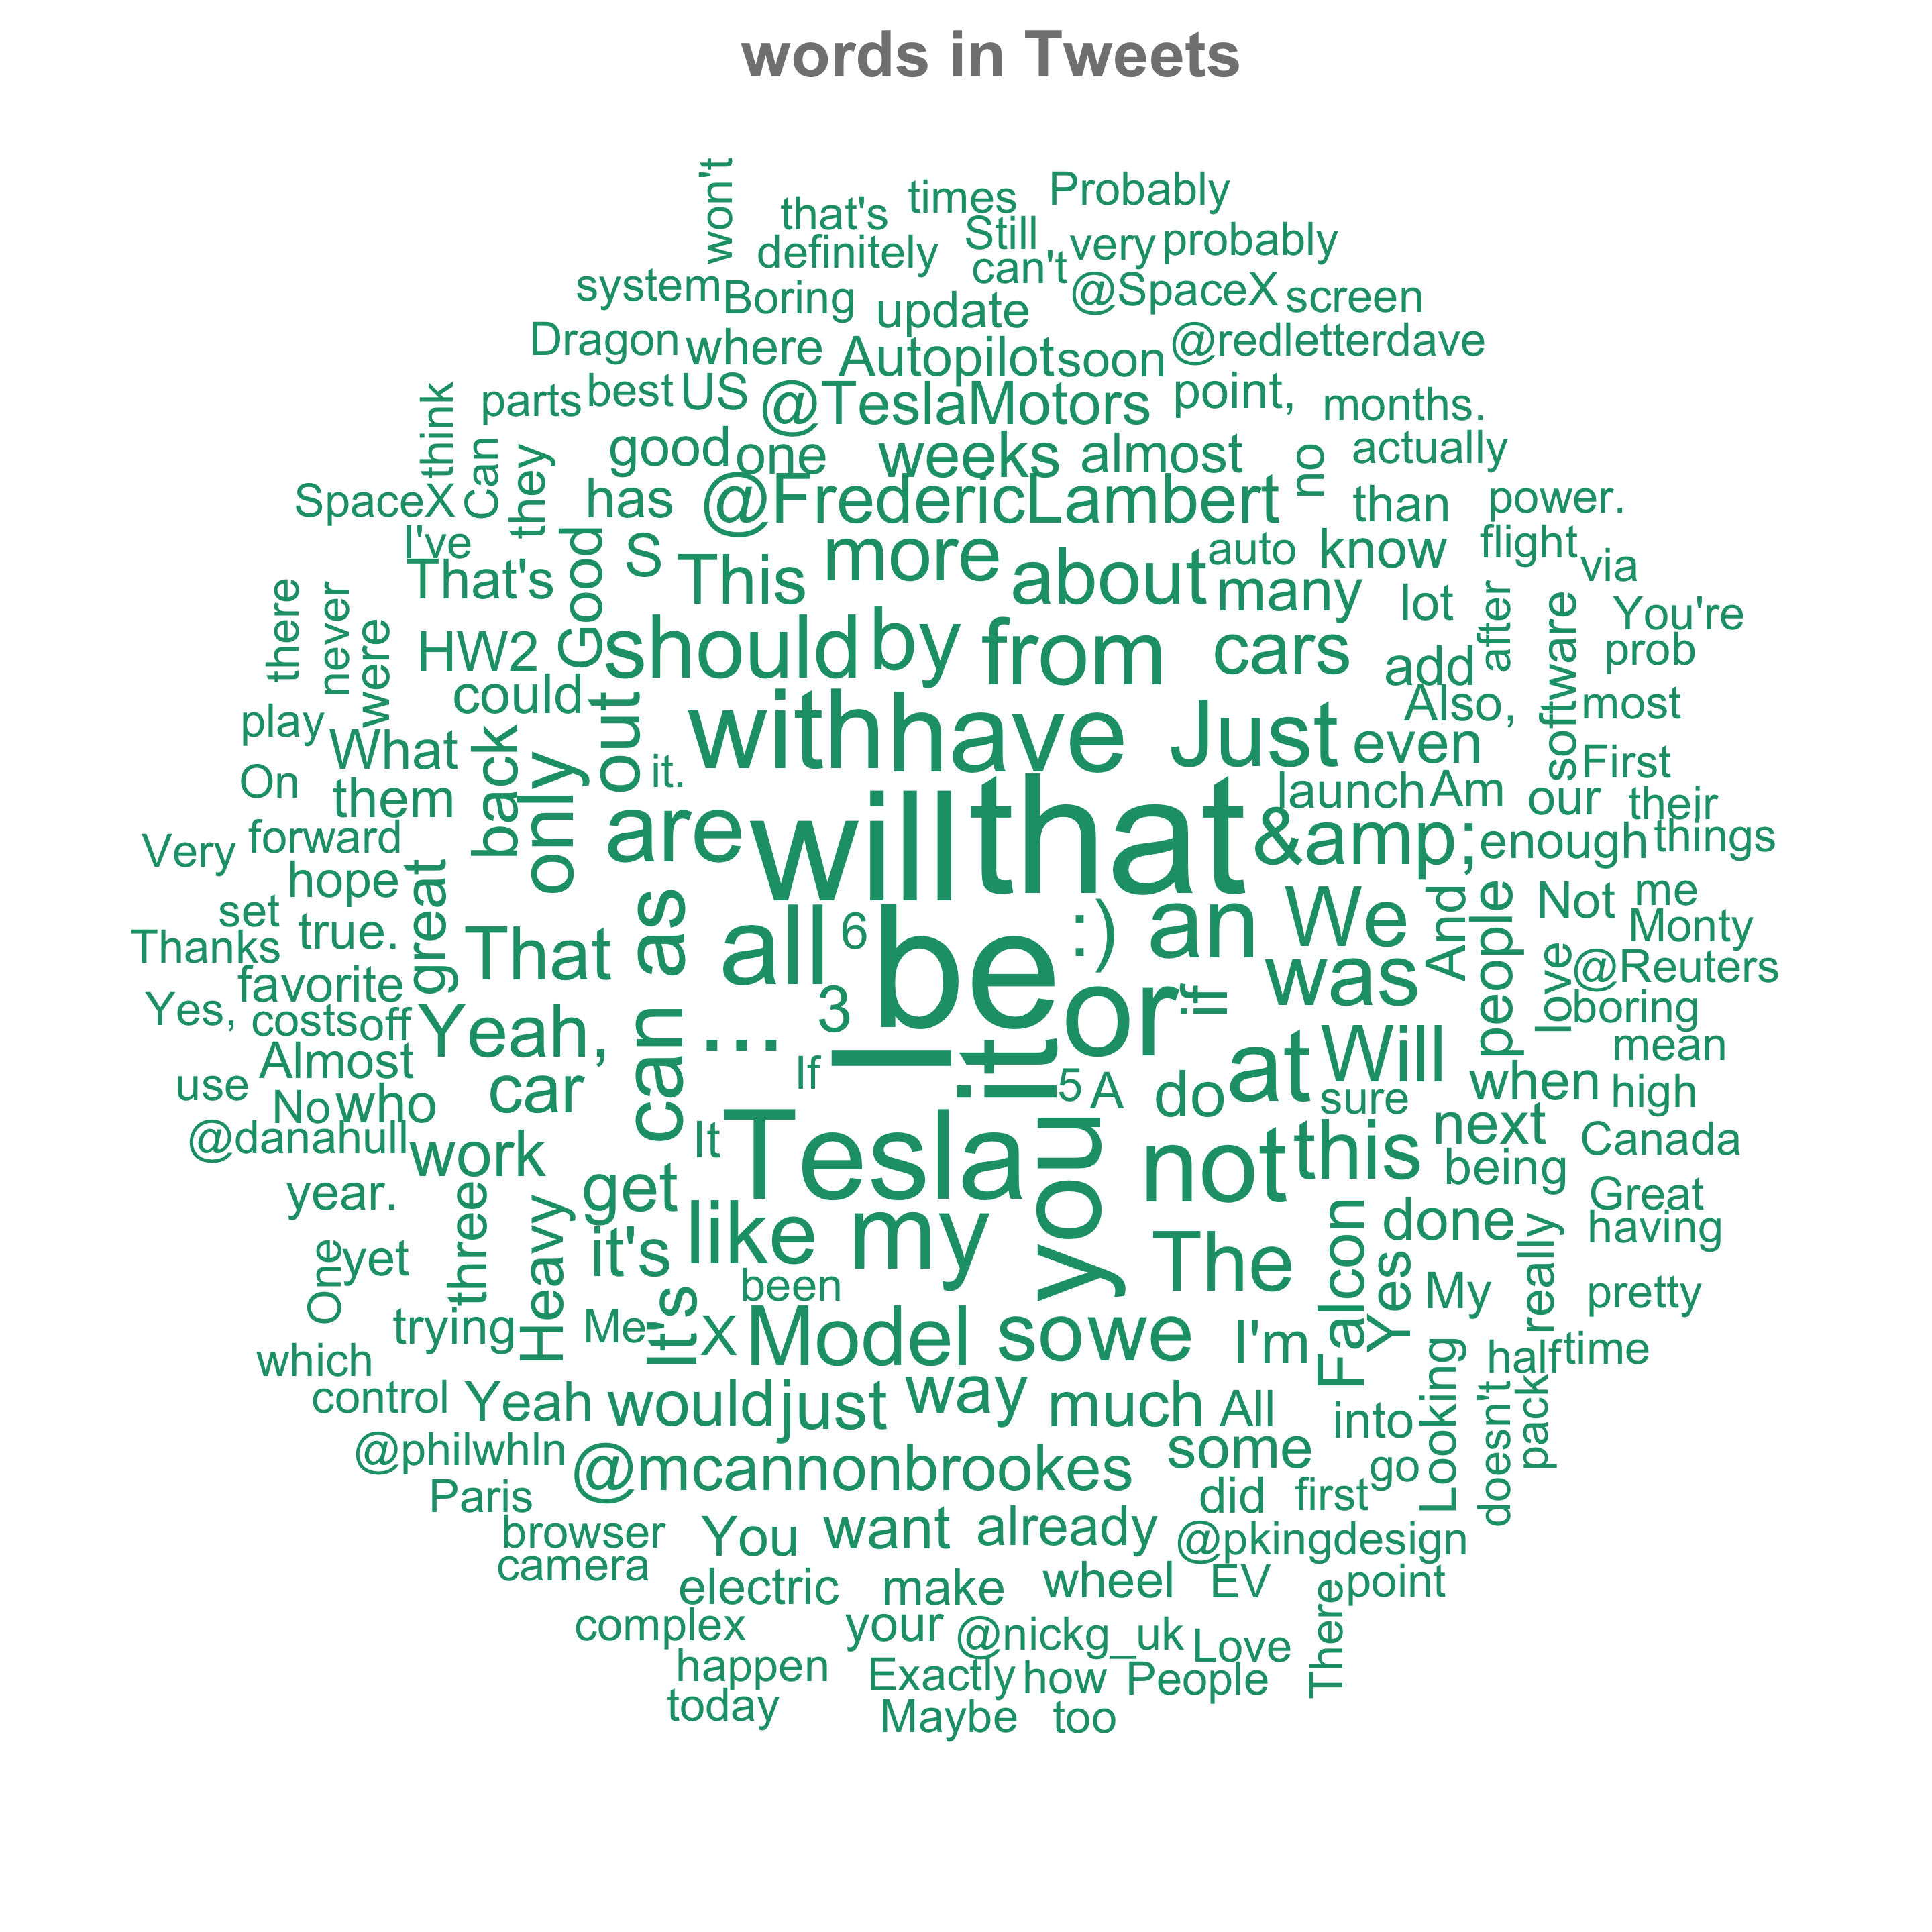 words in Tweets
won't
that's times Probably
definitely Still , very probably
can't
system Boring update @SpaceX screen
Dragon where Autopilot soon @redletterdave
think parts best US @TeslaMotors point, months.
Can they good one weeks almost no actually
SpaceX has @FredericLambert than power.
I've Good S This more about auto know flight via
That's many lot after software You're
there never were HW2 should by from cars add prob
could out with have Just Also, most
play What back only it. even First
On them are will that launch Am our their
Very forward &amp; enough things
hope great as all 6 be :) an We And people Not me
set true. That Monty
Thanks was love @Reuters
favorite if
Yes, costs off Yeah, can ... 3 I it or boring
Almost If at Will mean
use car 5 A do sure when high
No who
@danahull work It Tesla you not this next Canada
year. three Heavy get being
it's like my The Falcon done really Great
One yet been Yes having
trying Me It's X Model so we I'm My pretty
which Looking half time
control Yeah would just way much All into doesn't pack
@philwhln @mcannonbrookes some go
Paris did first
browser You want already @pkingdesign
camera
electric make wheel EV There point
complex your @nickg_uk Love
happen Exactly how People
today Maybe too